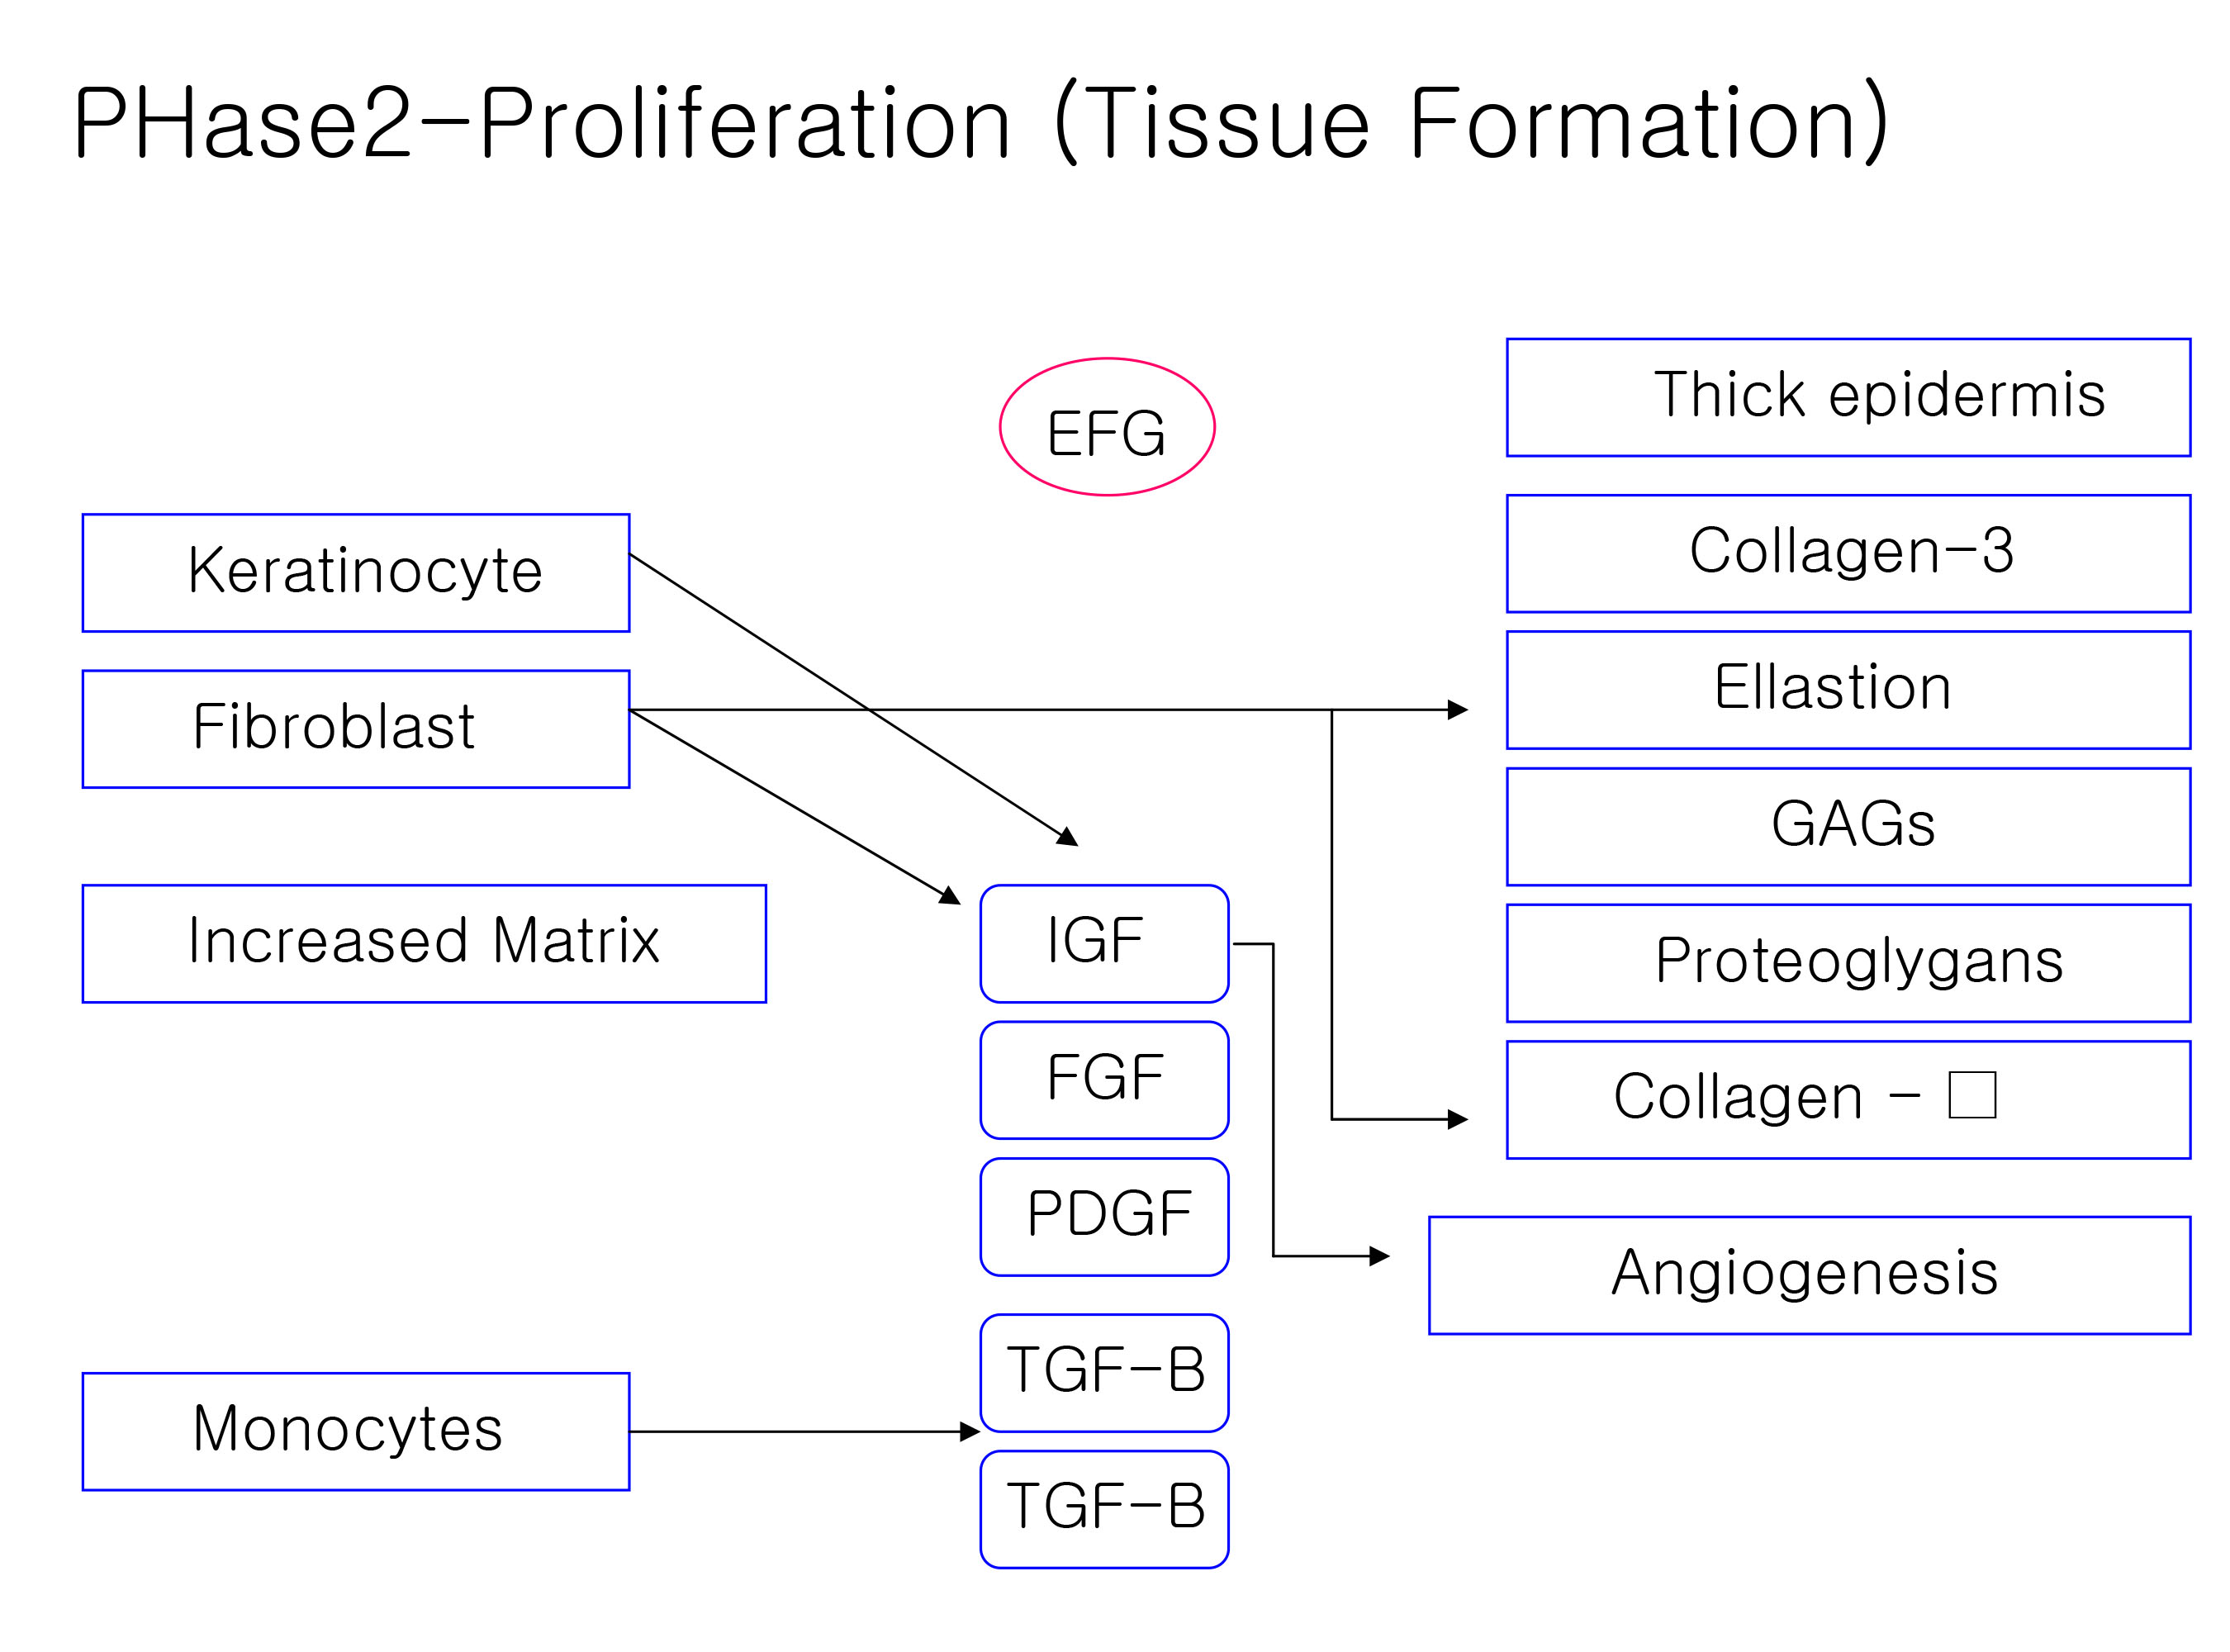 PHase2-Proliferation (Tissue Formation)
EFG
Keratinocyte
Fibroblast
Increased Matrix
Monocytes
IGF
FGF
PDGF
TGF-B
TGF-B
Thick epidermis
Collagen-3
Ellastion
GAGs
Proteoglygans
Collagen - □
Angiogenesis